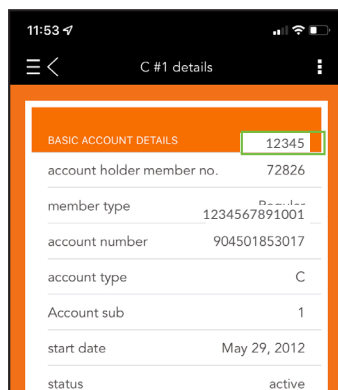 11:53
C #1 details
BASIC ACCOUNT DETAILS 12345
account holder member no. 72826
member type
1234567891001
account number 904501853017
account type C
Account sub 1
start date May 29, 2012
status active